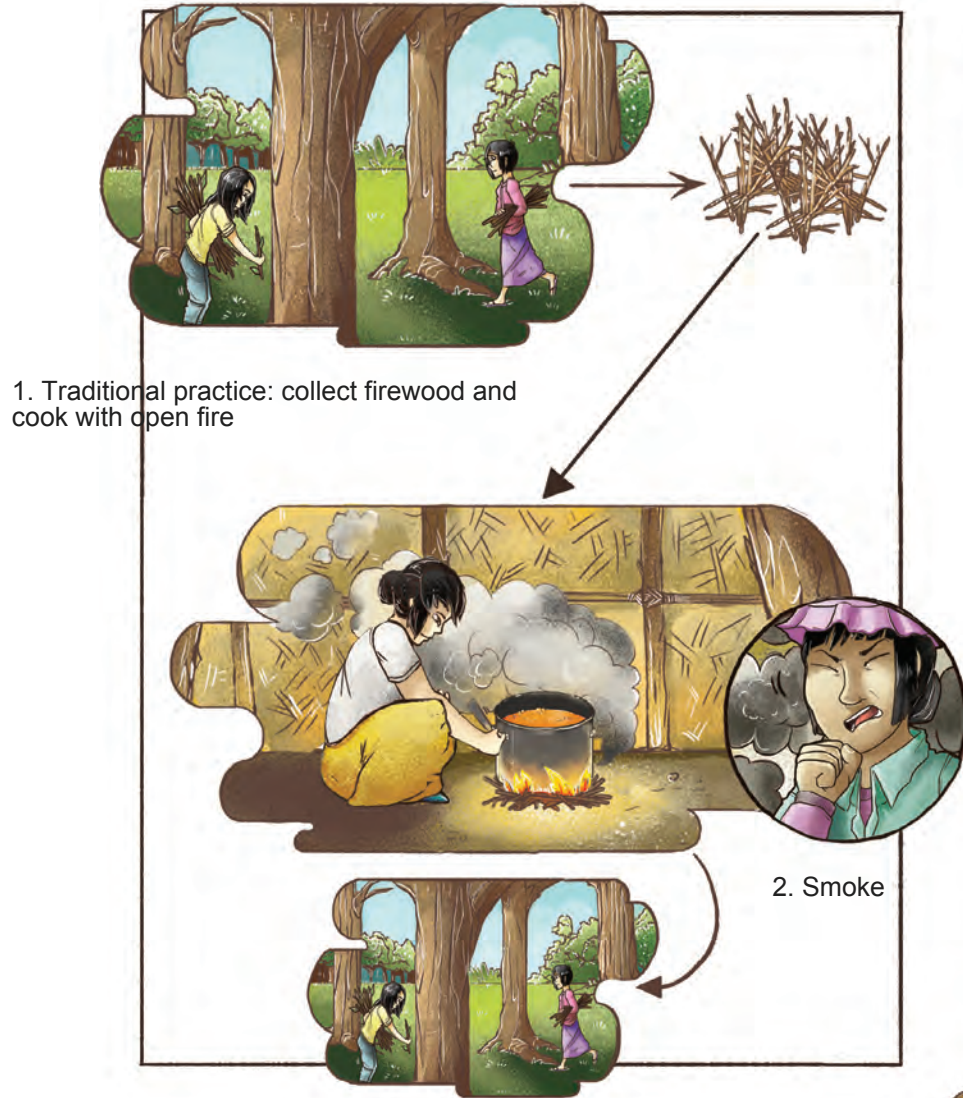 1. Traditional practice: collect firewood and
cook with open fire
2. Smoke